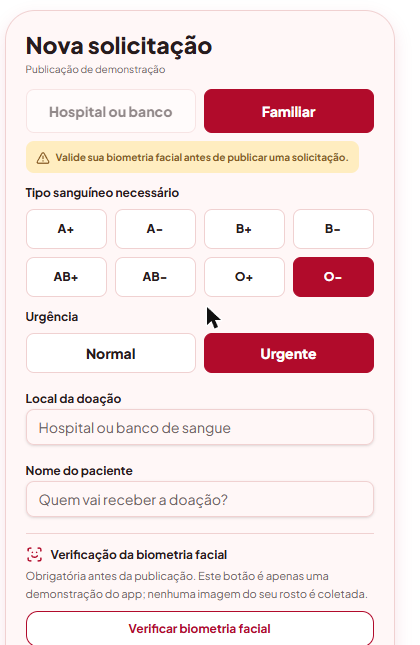 Nova solicitação
Publicação de demonstração
Hospital ou banco Familiar
Valide sua biometria facial antes de publicar uma solicitação.
Tipo sanguíneo necessário
A+ A- B+ B-
AB+ AB- O+ O-
Urgência
Normal Urgente
Local da doação
Hospital ou banco de sangue
Nome do paciente
Quem vai receber a doação?
Verificação da biometria facial
Obrigatória antes da publicação. Este botão é apenas uma
demonstração do app; nenhuma imagem do seu rosto é coletada.
Verificar biometria facial